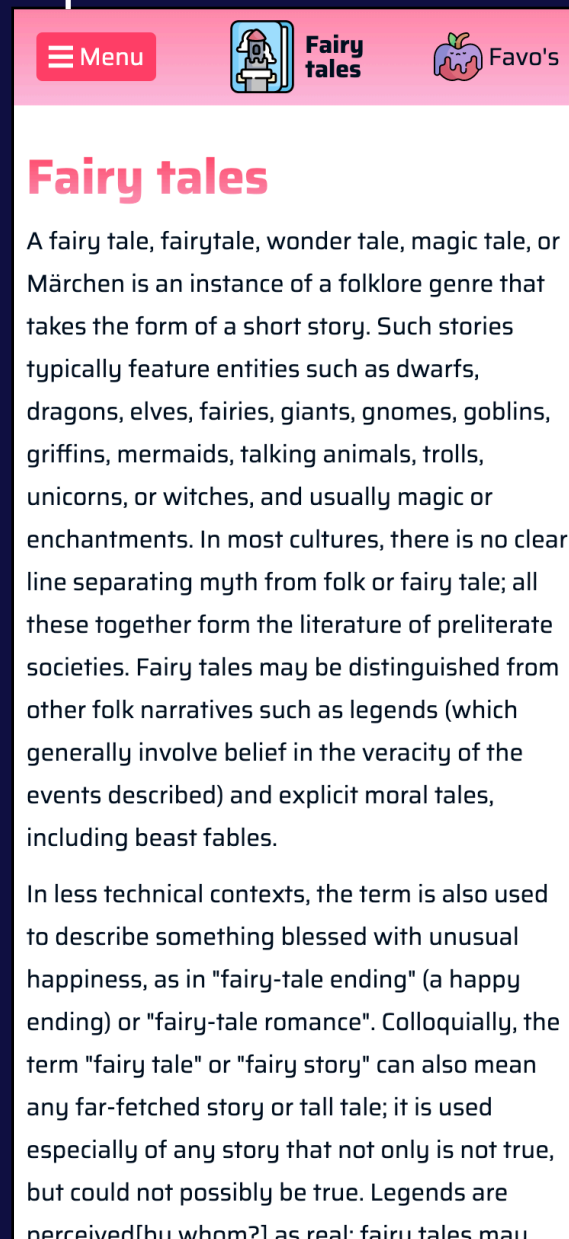 Menu
Fairy
tales
Favo's
Fairy tales
A fairy tale, fairytale, wonder tale, magic tale, or
Märchen is an instance of a folklore genre that
takes the form of a short story. Such stories
typically feature entities such as dwarfs,
dragons, elves, fairies, giants, gnomes, goblins,
griffins, mermaids, talking animals, trolls,
unicorns, or witches, and usually magic or
enchantments. In most cultures, there is no clear
line separating myth from folk or fairy tale; all
these together form the literature of preliterate
societies. Fairy tales may be distinguished from
other folk narratives such as legends (which
generally involve belief in the veracity of the
events described) and explicit moral tales,
including beast fables.
In less technical contexts, the term is also used
to describe something blessed with unusual
happiness, as in "fairy-tale ending" (a happy
ending) or "fairy-tale romance". Colloquially, the
term "fairy tale" or "fairy story" can also mean
any far-fetched story or tall tale; it is used
especially of any story that not only is not true,
but could not possibly be true. Legends are
perceived[by whom?] as real; fairy tales may